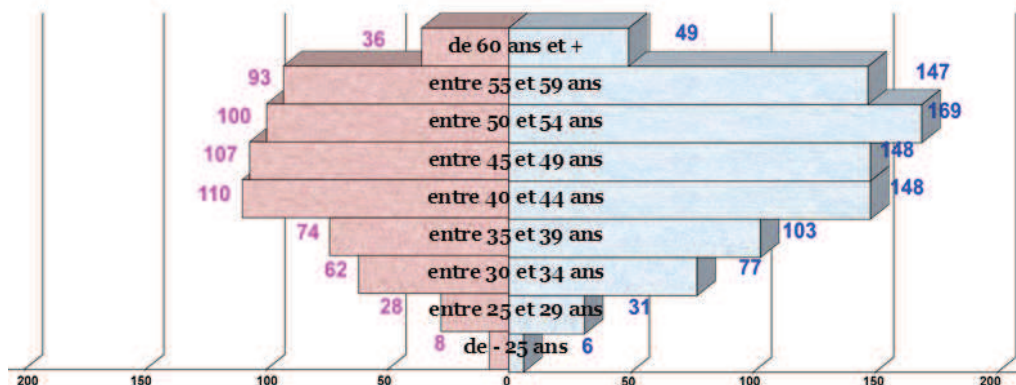 36 de 60 ans et + 49
93 entre 55 et 59 ans 147
100 entre 50 et 54 ans 169
107 entre 45 et 49 ans 148
110 entre 40 et 44 ans 148
74 entre 35 et 39 ans 103
62 entre 30 et 34 ans 77
28 entre 25 et 29 ans 31
8 de - 25 ans 6
200 150 100 50 0 50 100 150 200